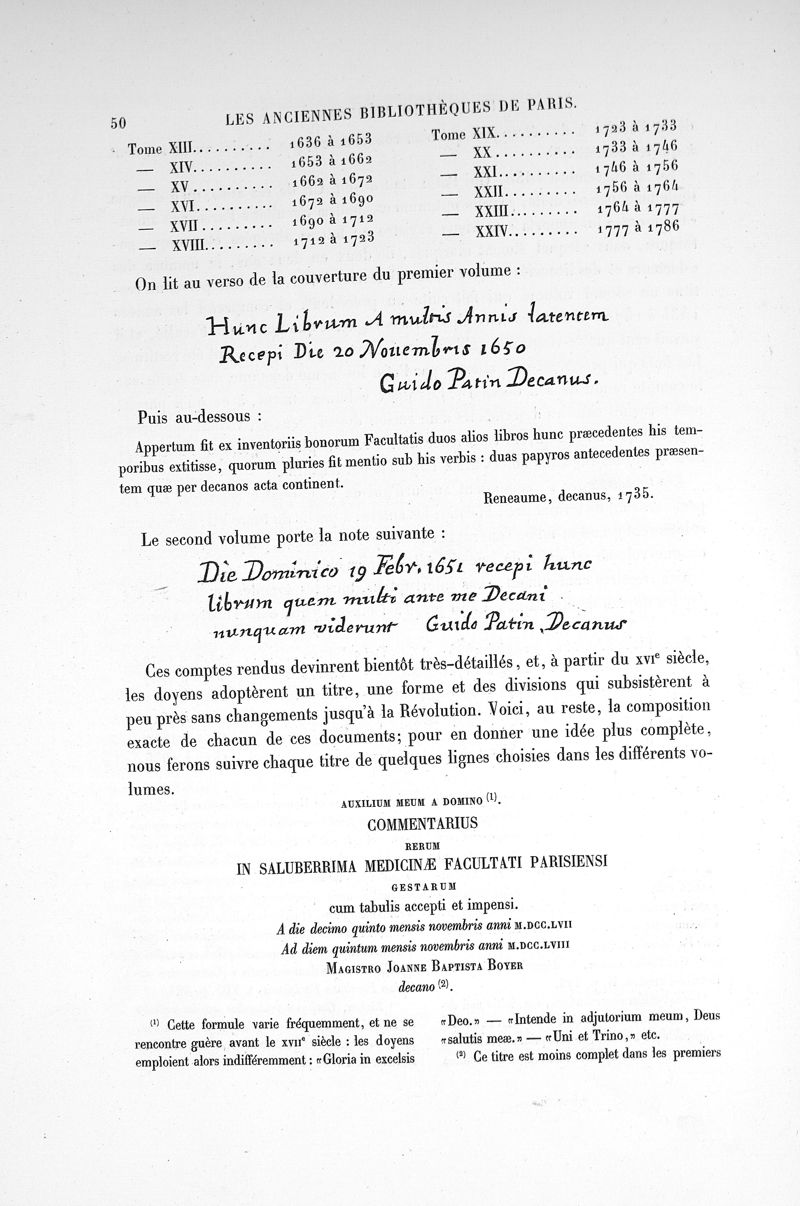 50
LES ANCIENNES BIBLIOTHÈQUES DE PARIS.
Tome XIII.......... 1636 à 1653
— XIV.......... 1653 à 1662
— XV.......... 1662 à 1672
— XVI.......... 1672 à 1690
— XVII......... 1690 à 1712
— XVIII......... 1712 à 1723
Tome XIX.......... 1723 à 1733
— XX.......... 1733 à 1746
— XXI.......... 1746 à 1756
— XXII......... 1756 à 1764
— XXIII......... 1764 à 1777
— XXIV......... 1777 à 1786
On lit au verso de la couverture du premier volume :
Hunc Librum A multis Annis latentem
Recepi Die 20 Nouembris 1650
Guido Patin Decanus.
Puis au-dessous :
Appertum fit ex inventoriis bonorum Facultatis duos alios libros hunc præcedentes his tem-
poribus extitisse, quorum pluries fit mentio sub his verbis : duas papyros antecedentes præsen-
tem quæ per decanos acta continent.
Reneaume, decanus, 1735.
Le second volume porte la note suivante :
Die Dominico 19 Febr. 1651 recepi hunc
librum quem multi ante me Decani
nunquam viderunt Guido Patin, Decanus
Ces comptes rendus devinrent bientôt très-détaillés, et, à partir du XVIe siècle,
les doyens adoptèrent un titre, une forme et des divisions qui subsistèrent à
peu près sans changements jusqu'à la Révolution. Voici, au reste, la composition
exacte de chacun de ces documents; pour en donner une idée plus complète,
nous ferons suivre chaque titre de quelques lignes choisies dans les différents vo-
lumes.
AUXILIUM MEUM A DOMINO (1).
COMMENTARIUS
RERUM
IN SALUBERRIMA MEDICINÆ FACULTATI PARISIENSI
GESTARUM
cum tabulis accepti et impensi.
A die decimo quinto mensis novembris anni M.DCC.LVII
Ad diem quintum mensis novembris anni M.DCC.LVIII
MAGISTRO JOANNE BAPTISTA BOYER
decano (2).
(1) Cette formule varie fréquemment, et ne se
rencontre guère avant le XVIIe siècle : les doyens
emploient alors indifféremment : «Gloria in excelsis
«Deo.» — «Intende in adjutorium meum, Deus
«salutis meæ.» — «Uni et Trino,» etc.
(2) Ce titre est moins complet dans les premiers